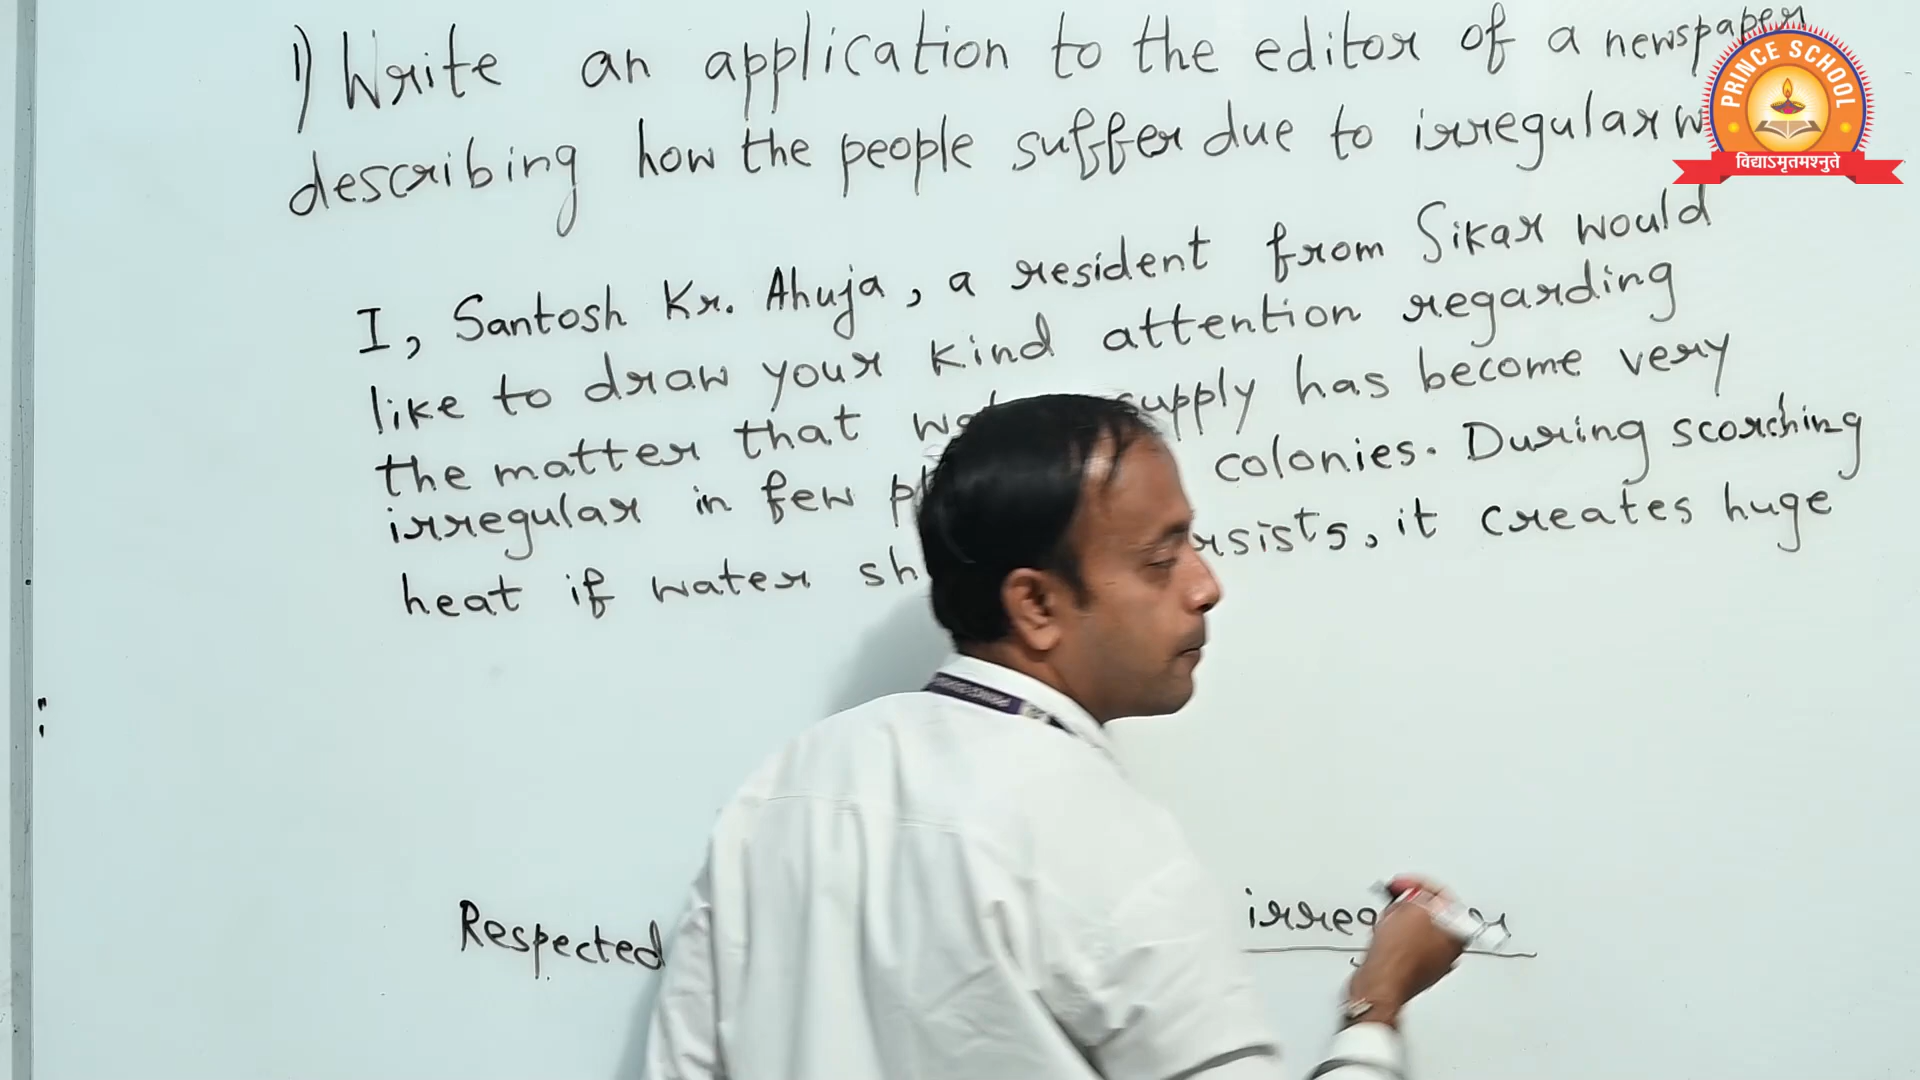 1) Write an application to the editor of a newspaper
describing how the people suffer due to irregular
I, Santosh Kr. Ahuja, a resident from Sikar would
like to draw your kind attention regarding
the matter that supply has become very
irregular in few colonies. During scorching
heat if water it creates huge
Respected
PRINCE SCHOOL
विद्याऽमृतमश्नुते